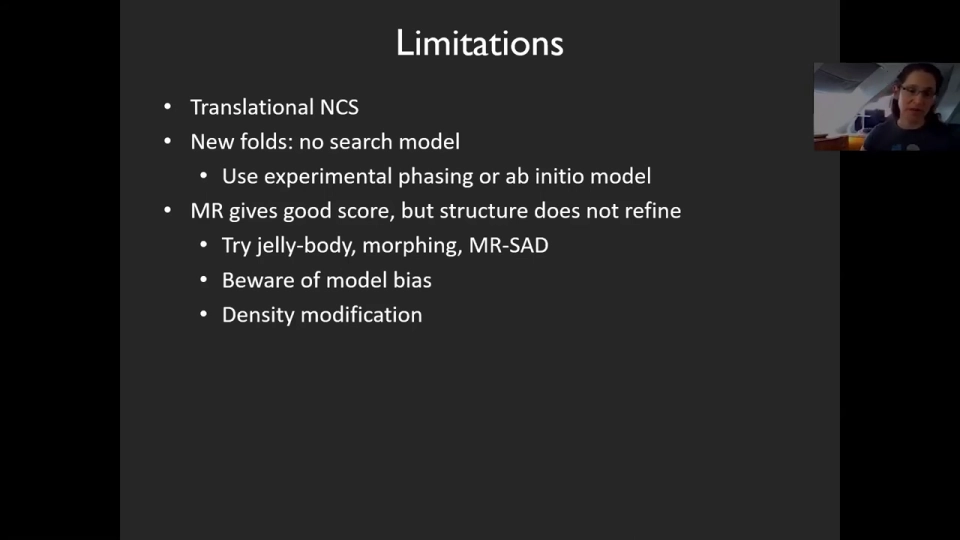 Limitations
• Translational NCS
• New folds: no search model
• Use experimental phasing or ab initio model
• MR gives good score, but structure does not refine
• Try jelly-body, morphing, MR-SAD
• Beware of model bias
• Density modification